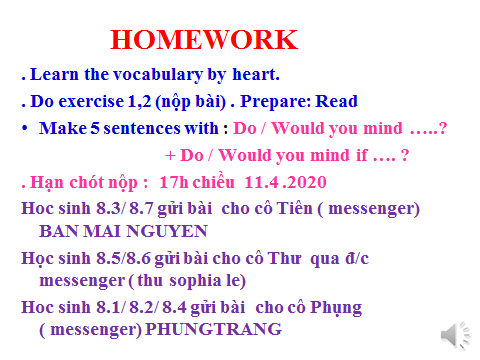 HOMEWORK
. Learn the vocabulary by heart.
. Do exercise 1,2 (nộp bài) . Prepare: Read
• Make 5 sentences with : Do / Would you mind …..?
+ Do / Would you mind if …. ?
. Hạn chót nộp : 17h chiều 11.4 .2020
Hoc sinh 8.3/ 8.7 gửi bài cho cô Tiên ( messenger)
BAN MAI NGUYEN
Học sinh 8.5/8.6 gửi bài cho cô Thư qua đ/c
messenger ( thu sophia le)
Hoc sinh 8.1/ 8.2/ 8.4 gửi bài cho cô Phụng
( messenger) PHUNGTRANG